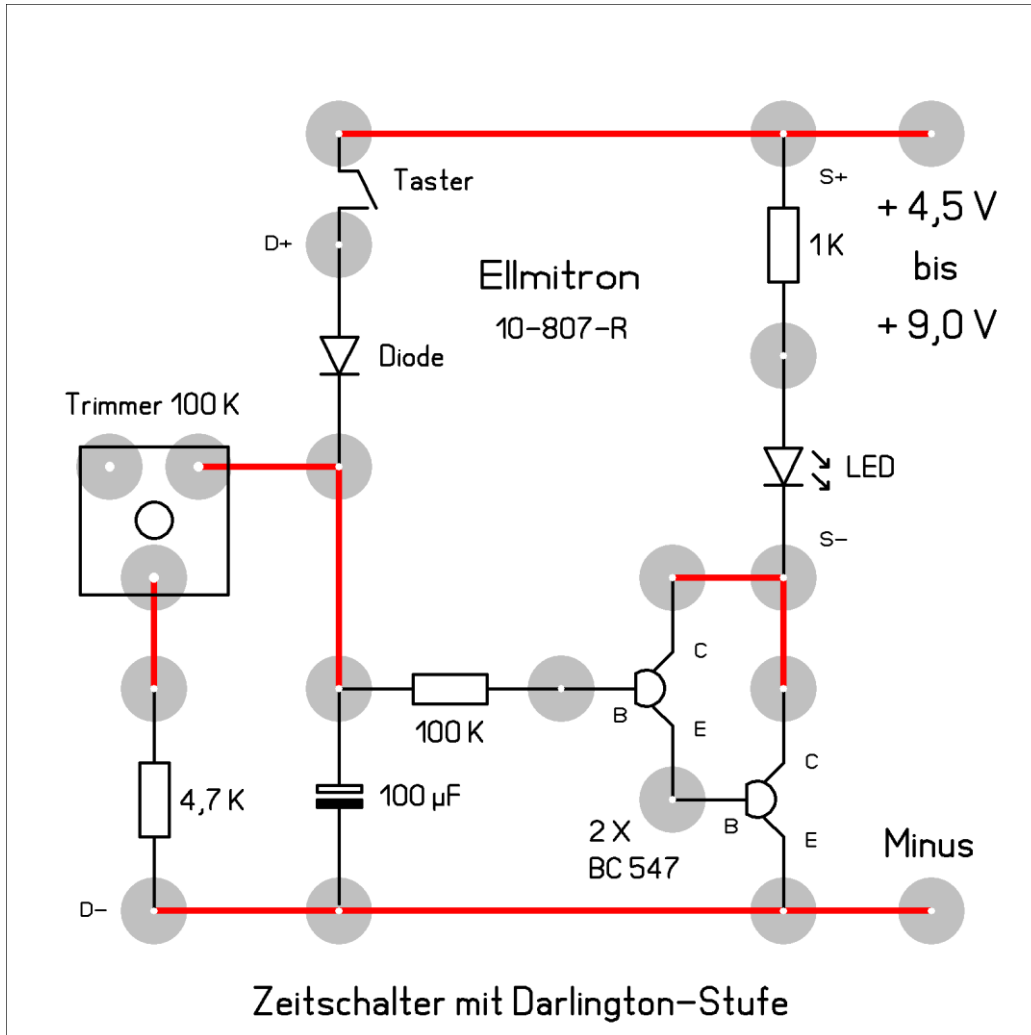 Taster
S+
+ 4,5 V
bis
+ 9,0 V
D+
1K
Ellmitron
10-807-R
Diode
Trimmer 100 K
LED
S-
C
B
E
100 K
C
4,7 K
100 µF
B
E
2 X
BC 547
Minus
D-
Zeitschalter mit Darlington-Stufe